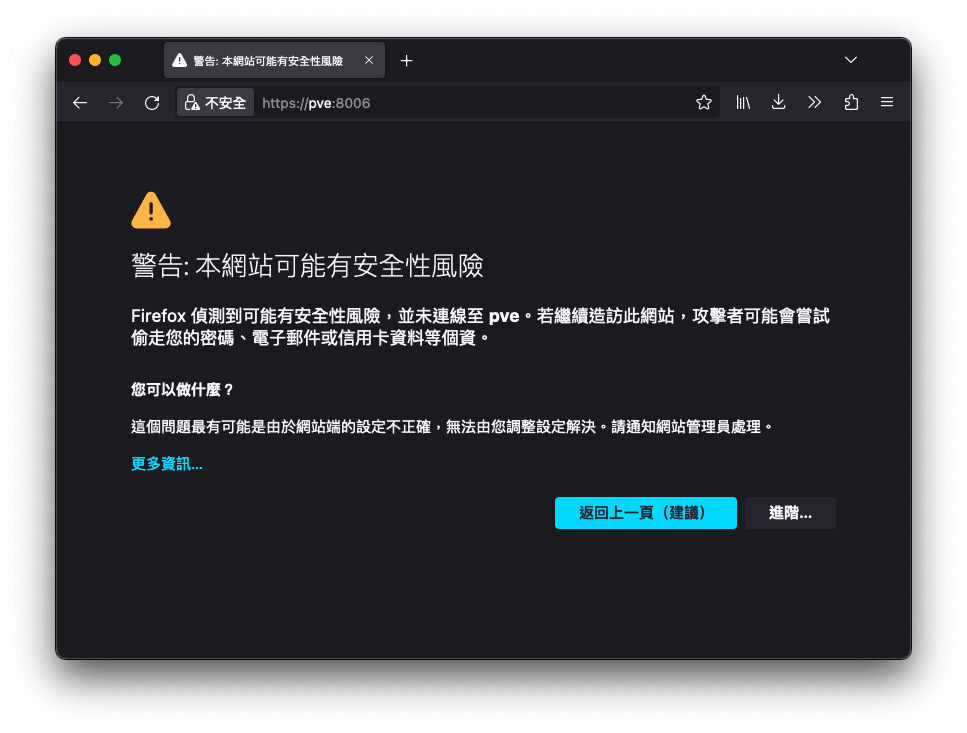 警告: 本網站可能有安全性風險
不安全 https://pve:8006
警告: 本網站可能有安全性風險
Firefox 偵測到可能有安全性風險，並未連線至 pve。若繼續造訪此網站，攻擊者可能會嘗試
偷走您的密碼、電子郵件或信用卡資料等個資。
您可以做什麼？
這個問題最有可能是由於網站端的設定不正確，無法由您調整設定解決。請通知網站管理員處理。
更多資訊...
返回上一頁（建議） 進階...